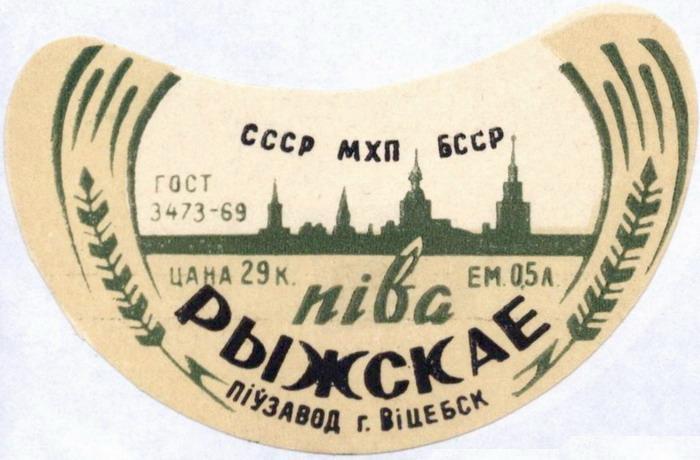 СССР МХП БССР
ГОСТ
3473-69
ЦАНА 29 К.
ЕМ. 0,5 Л.
піва
РЫЖСКАЕ
ПІЎЗАВОД г. ВІЦЕБСК